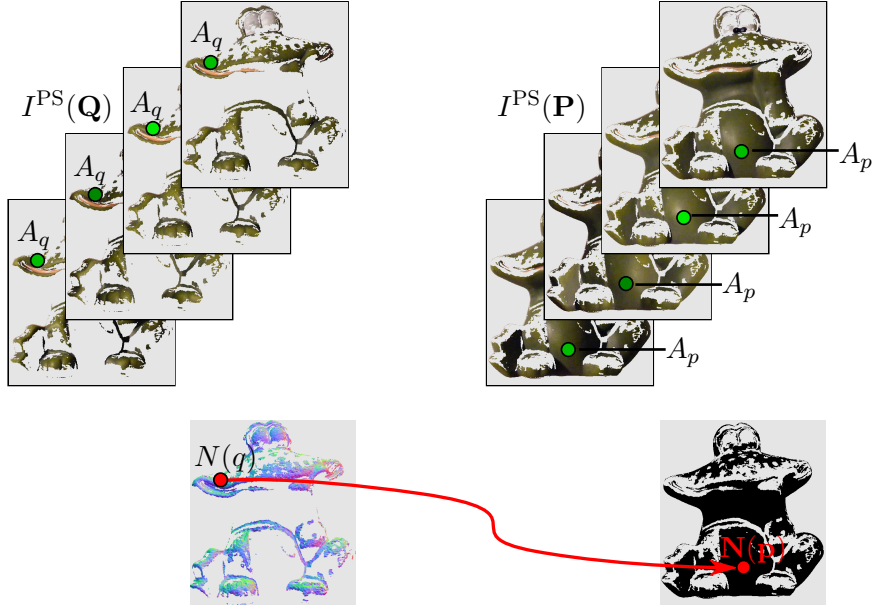 A_q
I^PS(Q)
A_q
A_q
A_q
I^PS(P)
A_p
A_p
A_p
A_p
N(q)
N(p)